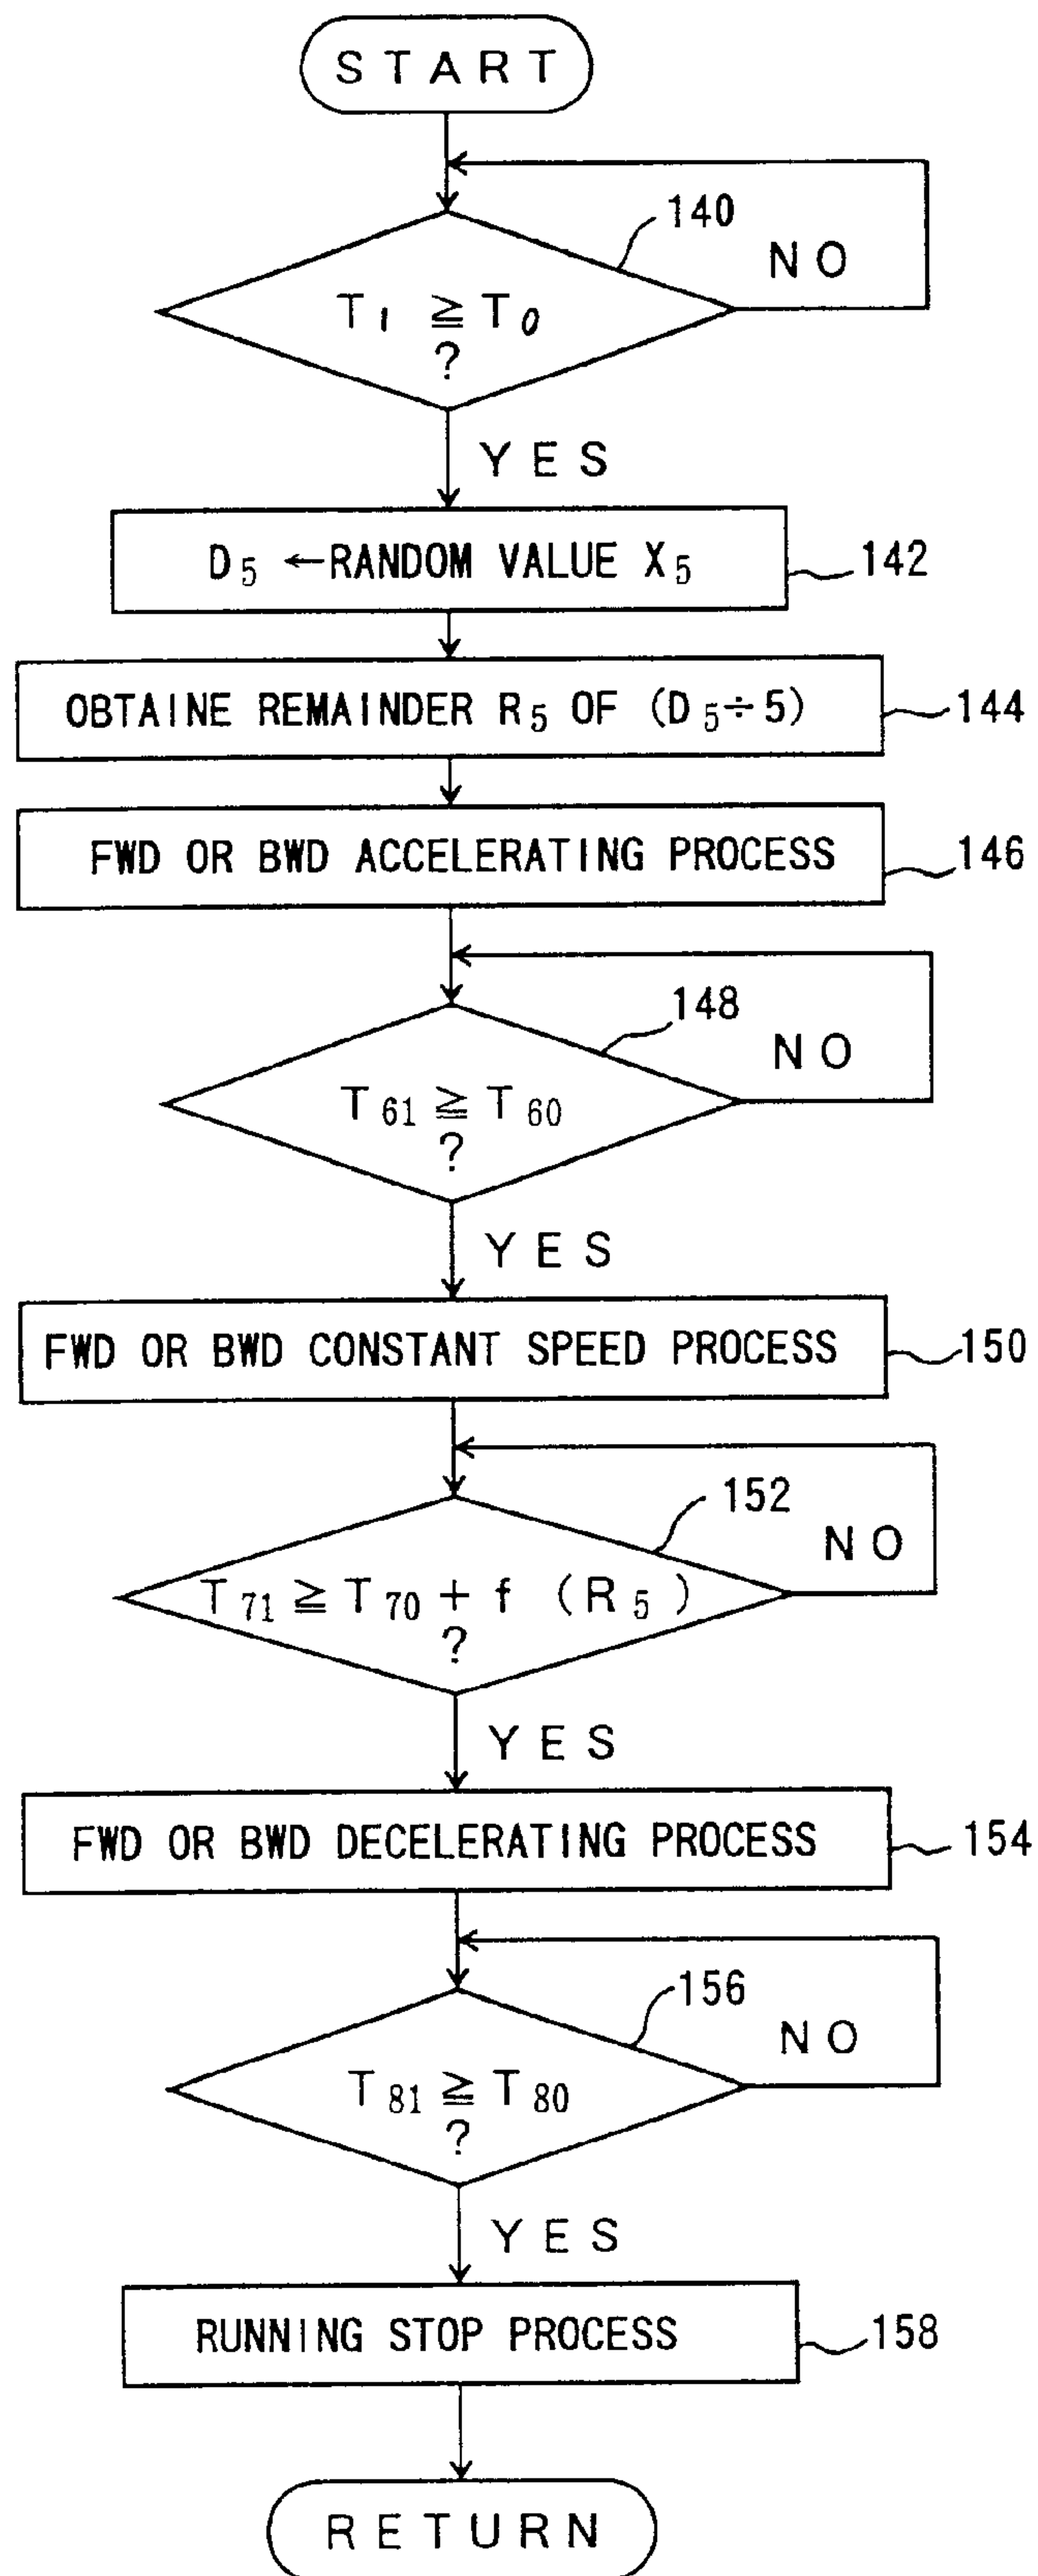 START
140
NO
T₁ ≧ T₀
?
YES
D₅ ←RANDOM VALUE X₅
142
OBTAINE REMAINDER R₅ OF (D₅÷5)
144
FWD OR BWD ACCELERATING PROCESS
146
148
NO
T₆₁ ≧ T₆₀
?
YES
FWD OR BWD CONSTANT SPEED PROCESS
150
152
NO
T₇₁ ≧ T₇₀ + f (R₅)
?
YES
FWD OR BWD DECELERATING PROCESS
154
156
NO
T₈₁ ≧ T₈₀
?
YES
RUNNING STOP PROCESS
158
RETURN